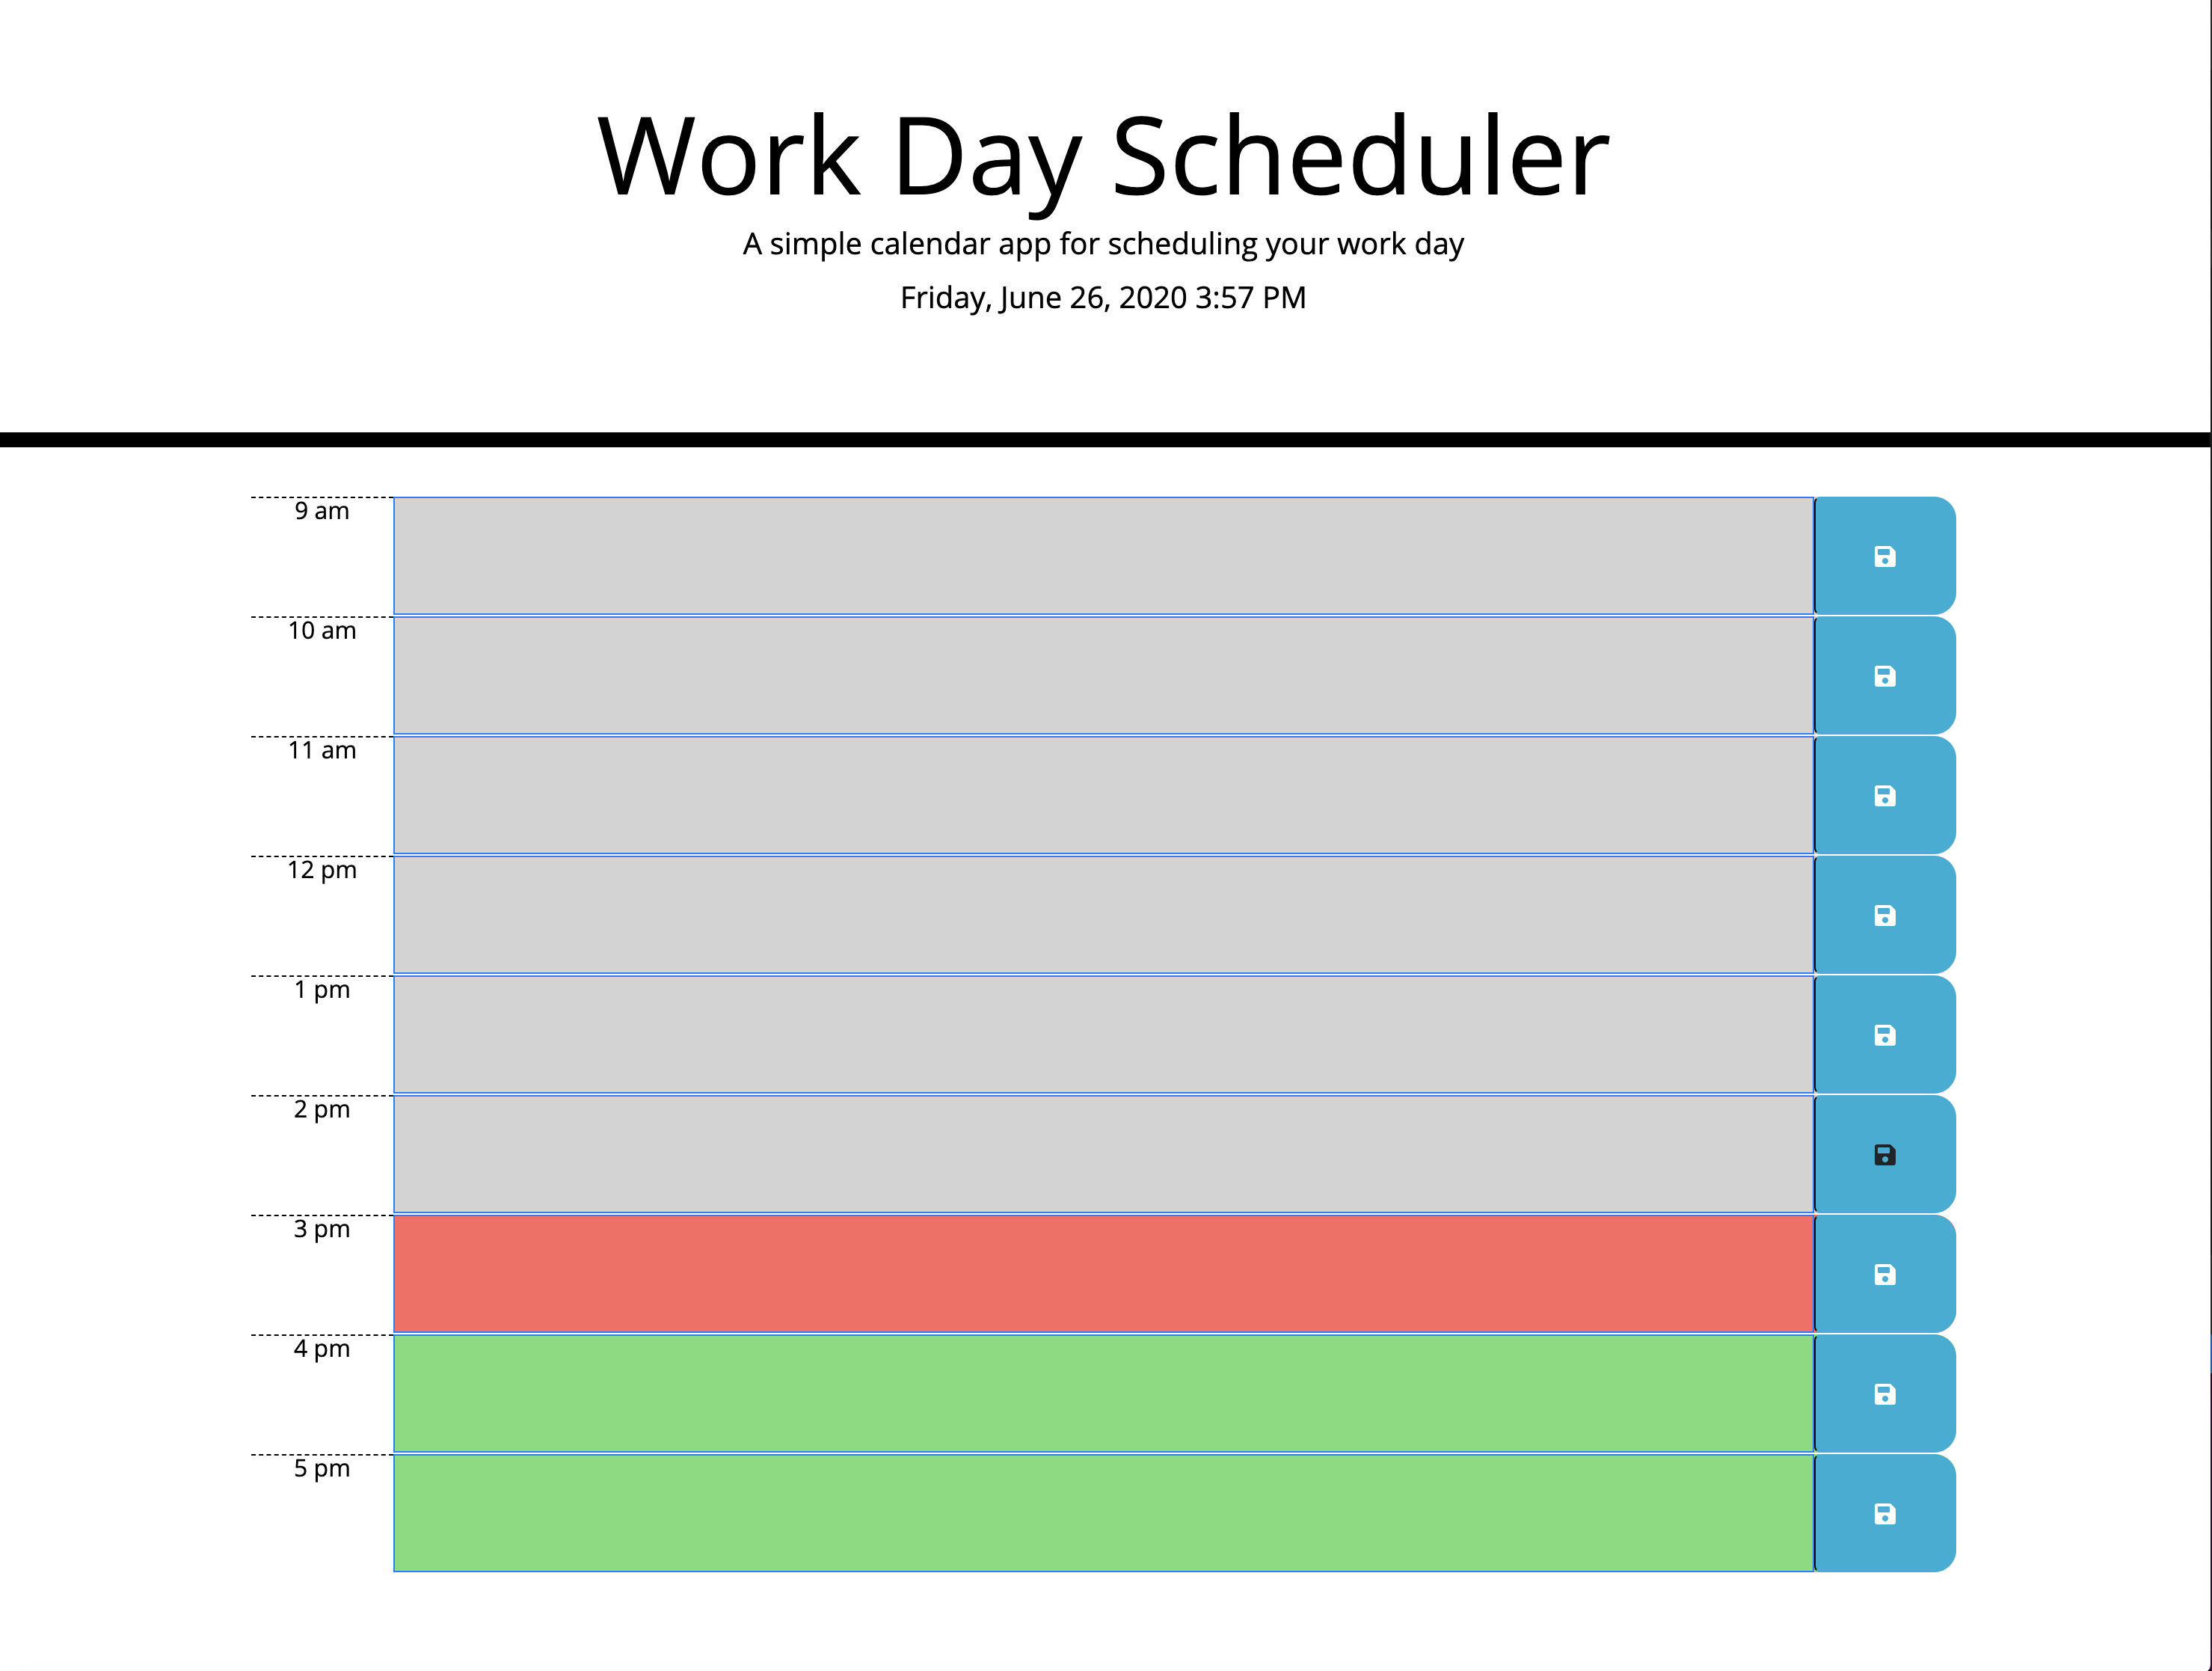 Work Day Scheduler
A simple calendar app for scheduling your work day
Friday, June 26, 2020 3:57 PM
9 am
10 am
11 am
12 pm
1 pm
2 pm
3 pm
4 pm
5 pm